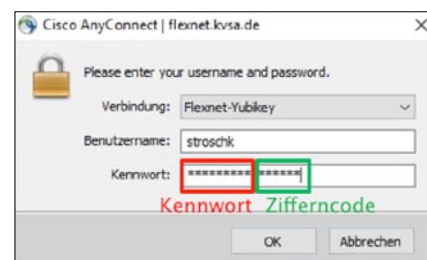 Cisco AnyConnect | flexnet.kvsa.de
Please enter your username and password.
Verbindung: Flexnet-Yubikey
Benutzername: stroschk
Kennwort: ********* ******
Kennwort Zifferncode
OK Abbrechen